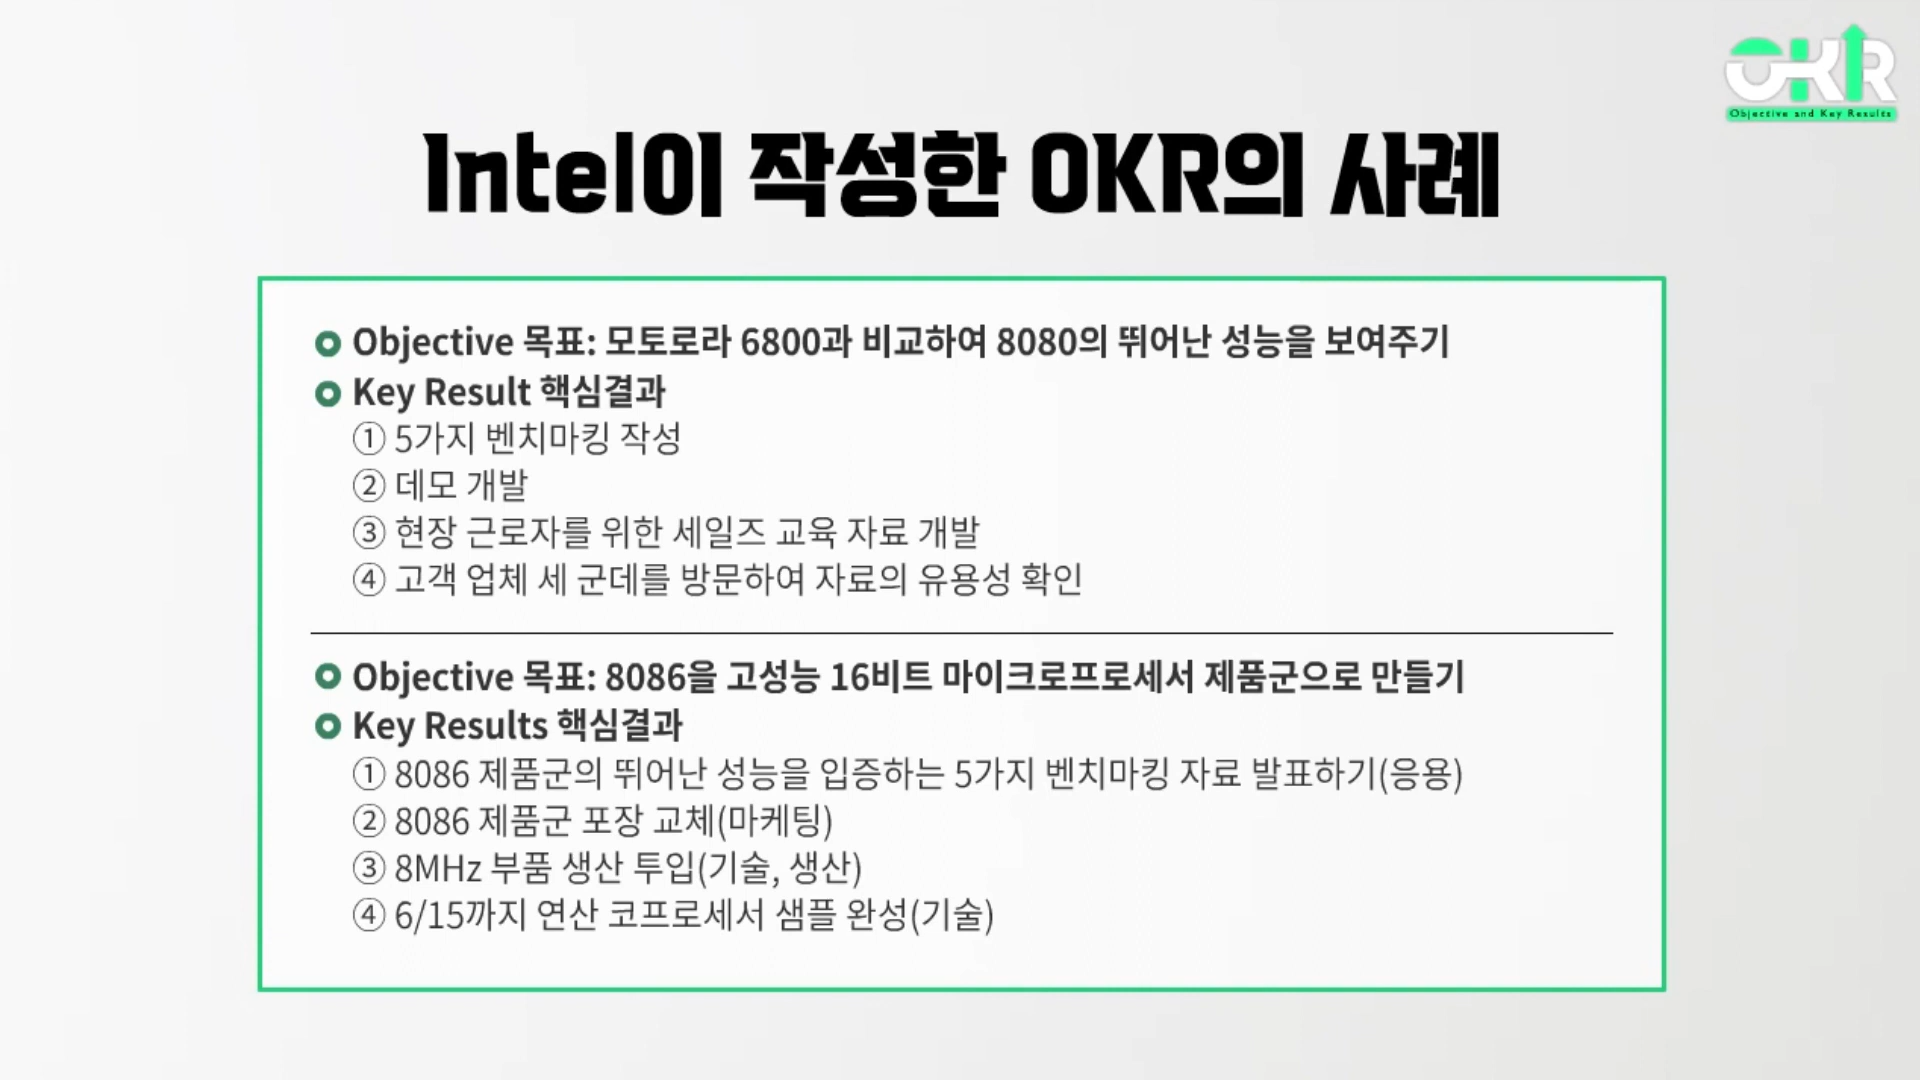 OKR
Objective and Key Results
Intel이 작성한 OKR의 사례
Objective 목표: 모토로라 6800과 비교하여 8080의 뛰어난 성능을 보여주기
Key Result 핵심결과
① 5가지 벤치마킹 작성
② 데모 개발
③ 현장 근로자를 위한 세일즈 교육 자료 개발
④ 고객 업체 세 군데를 방문하여 자료의 유용성 확인
Objective 목표: 8086을 고성능 16비트 마이크로프로세서 제품군으로 만들기
Key Results 핵심결과
① 8086 제품군의 뛰어난 성능을 입증하는 5가지 벤치마킹 자료 발표하기(응용)
② 8086 제품군 포장 교체(마케팅)
③ 8MHz 부품 생산 투입(기술, 생산)
④ 6/15까지 연산 코프로세서 샘플 완성(기술)